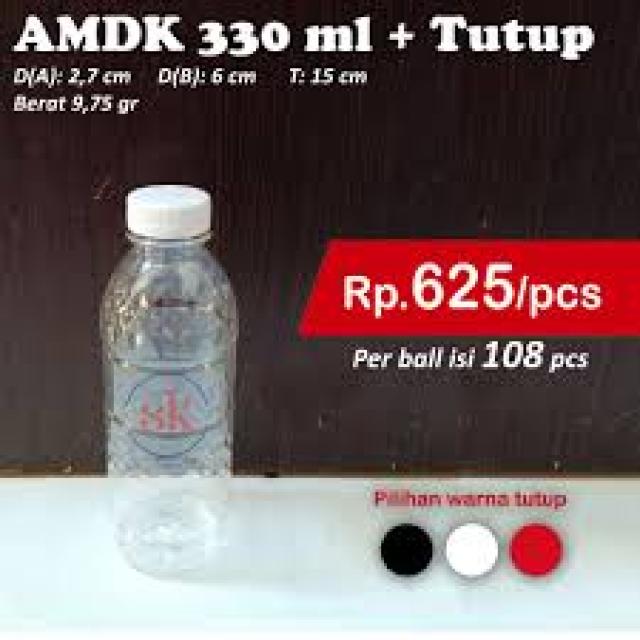 AMDK 330 ml + Tutup
D(A): 2,7 cm D(B): 6 cm T: 15 cm
Berat 9,75 gr
Rp.625/pcs
Per ball isi 108 pcs
isk
Pilihan warna tutup